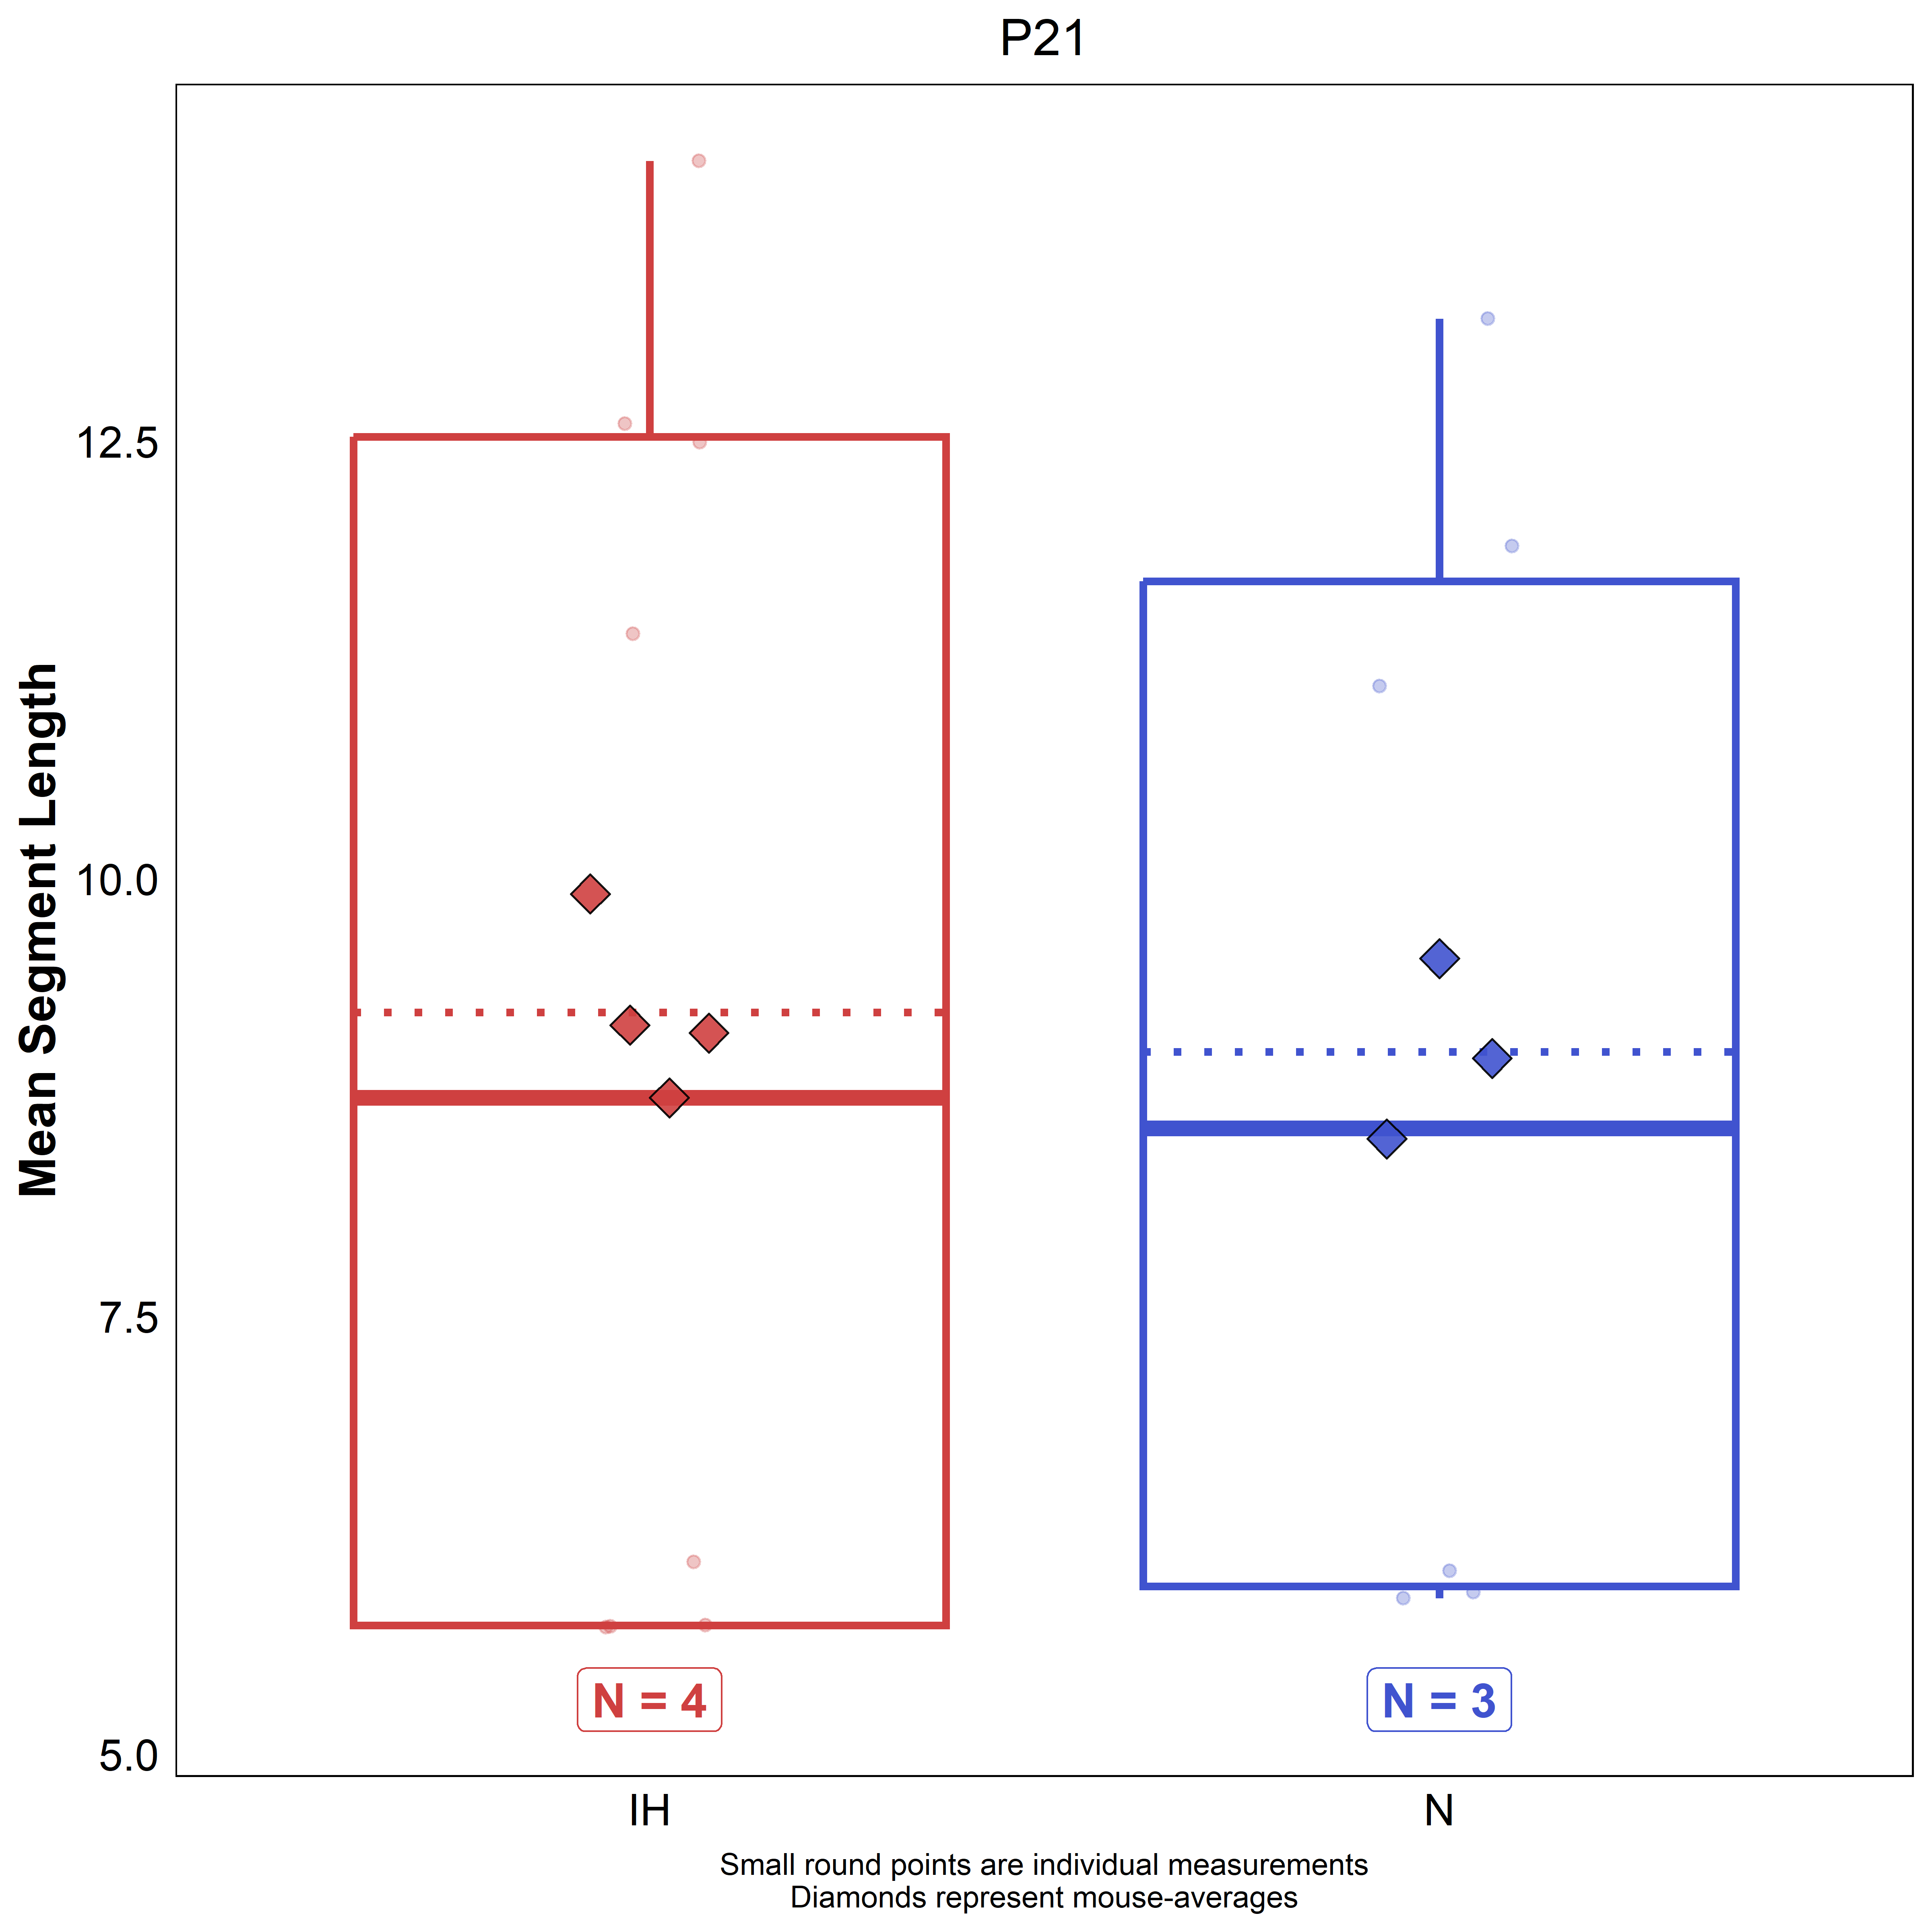 P21
Mean Segment Length
12.5
10.0
7.5
5.0
N = 4
N = 3
IH
N
Small round points are individual measurements
Diamonds represent mouse-averages